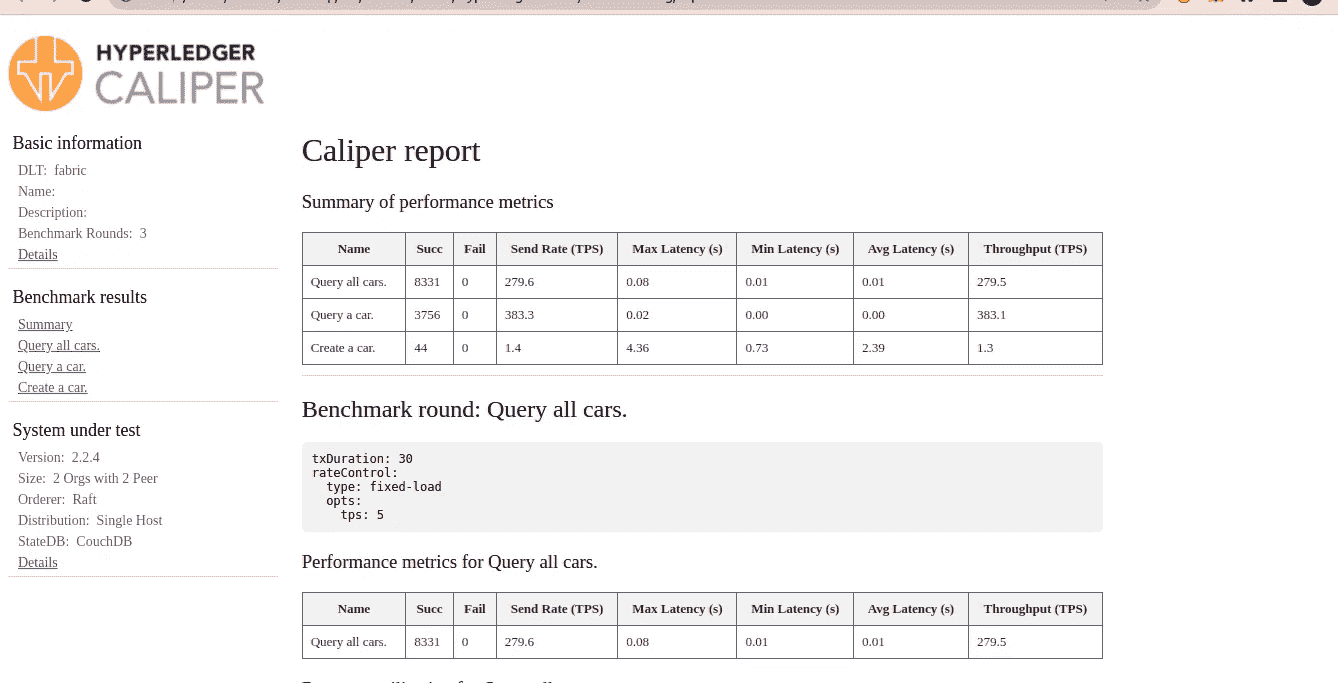 HYPERLEDGER
CALIPER
Basic information
DLT: fabric
Name:
Description:
Benchmark Rounds: 3
Details
Benchmark results
Summary
Query all cars.
Query a car.
Create a car.
System under test
Version: 2.2.4
Size: 2 Orgs with 2 Peer
Orderer: Raft
Distribution: Single Host
StateDB: CouchDB
Details
Caliper report
Summary of performance metrics
Name Succ Fail Send Rate (TPS) Max Latency (s) Min Latency (s) Avg Latency (s) Throughput (TPS)
Query all cars. 8331 0 279.6 0.08 0.01 0.01 279.5
Query a car. 3756 0 383.3 0.02 0.00 0.00 383.1
Create a car. 44 0 1.4 4.36 0.73 2.39 1.3
Benchmark round: Query all cars.
txDuration: 30
rateControl:
type: fixed-load
opts:
tps: 5
Performance metrics for Query all cars.
Name Succ Fail Send Rate (TPS) Max Latency (s) Min Latency (s) Avg Latency (s) Throughput (TPS)
Query all cars. 8331 0 279.6 0.08 0.01 0.01 279.5